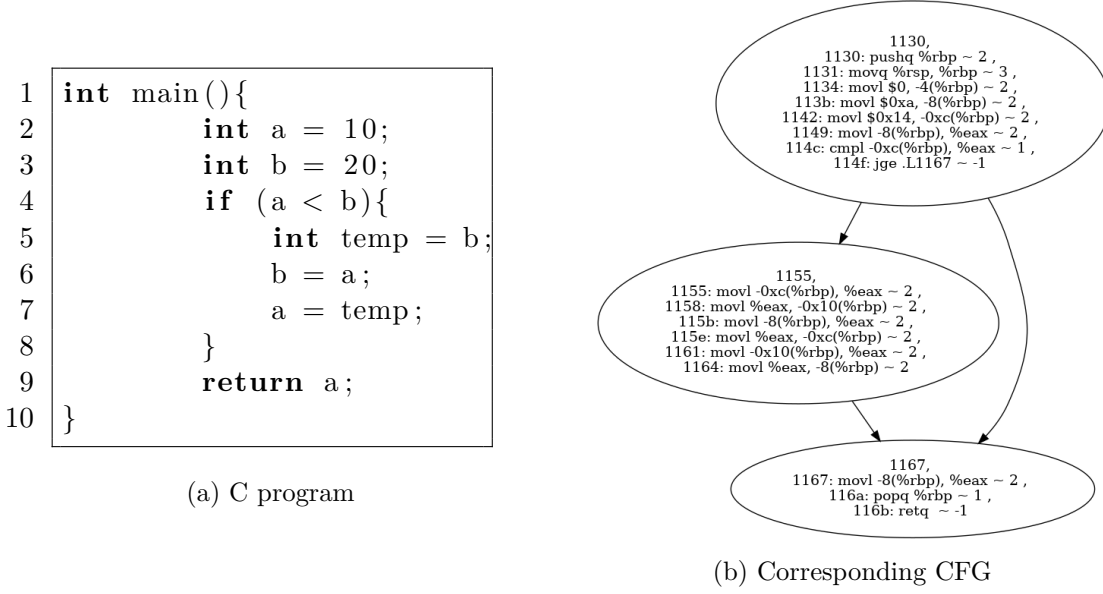 1 int main(){
2 int a = 10;
3 int b = 20;
4 if (a < b){
5 int temp = b;
6 b = a;
7 a = temp;
8 }
9 return a;
10 }
(a) C program
1130,
1130: pushq %rbp ~ 2 ,
1131: movq %rsp, %rbp ~ 3 ,
1134: movl $0, -4(%rbp) ~ 2 ,
113b: movl $0xa, -8(%rbp) ~ 2 ,
1142: movl $0x14, -0xc(%rbp) ~ 2 ,
1149: movl -8(%rbp), %eax ~ 2 ,
114c: cmpl -0xc(%rbp), %eax ~ 1 ,
114f: jge .L1167 ~ -1
1155,
1155: movl -0xc(%rbp), %eax ~ 2 ,
1158: movl %eax, -0x10(%rbp) ~ 2 ,
115b: movl -8(%rbp), %eax ~ 2 ,
115e: movl %eax, -0xc(%rbp) ~ 2 ,
1161: movl -0x10(%rbp), %eax ~ 2 ,
1164: movl %eax, -8(%rbp) ~ 2
1167,
1167: movl -8(%rbp), %eax ~ 2 ,
116a: popq %rbp ~ 1 ,
116b: retq ~ -1
(b) Corresponding CFG